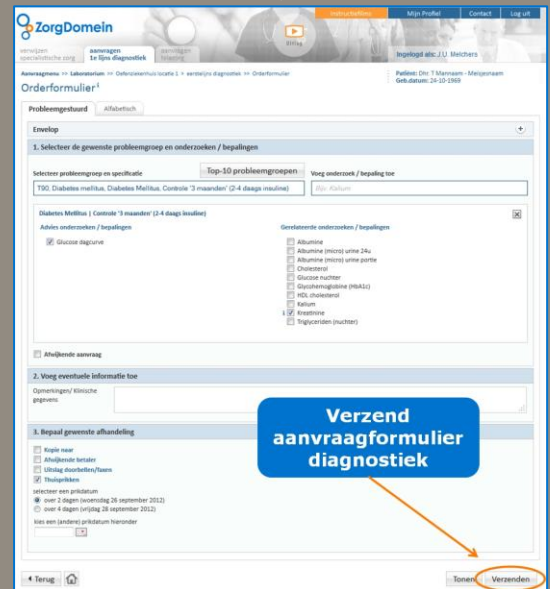 Instructiefilms
Mijn Profiel
Contact
Log uit
ZorgDomein
Uitleg
verwijzen
specialistische zorg
aanvragen
1e lijns diagnostiek
aanvragen
Ingelogd als: J.U. Melchers
Aanvraagmenu >> Laboratorium >> Oefenziekenhuis locatie 1 > eerstelijns diagnostiek >> Orderformulier
Patiënt: Dhr. T Mannaam - Meisjesnaam
Geb.datum: 24-10-1969
Orderformulier
Probleemgestuurd
Alfabetisch
Envelop
1. Selecteer de gewenste probleemgroep en onderzoeken / bepalingen
Selecteer probleemgroep en specificatie
Top-10 probleemgroepen
Voeg onderzoek / bepaling toe
T90, Diabetes mellitus, Diabetes Mellitus, Controle '3 maanden' (2-4 daags insuline)
Bijv. Kalium
Diabetes Mellitus | Controle '3 maanden' (2-4 daags insuline)
Advies onderzoeken / bepalingen
Glucose dagcurve
Gerelateerde onderzoeken / bepalingen
Albumine
Albumine (micro) urine 24u
Albumine (micro) urine portie
Cholesterol
Glucose nuchter
Glycohemoglobine (HbA1c)
HDL cholesterol
Kalium
Kreatinine
Triglyceriden (nuchter)
Afwijkende aanvraag
2. Voeg eventuele informatie toe
Opmerkingen/ Klinische
gegevens
Verzend
aanvraagformulier
diagnostiek
3. Bepaal gewenste afhandeling
Kopie naar
Afwijkende betaler
Uitslag doorbellen/faxen
Thuisprikken
selecteer een prikdatum
over 2 dagen (woensdag 26 september 2012)
over 4 dagen (vrijdag 28 september 2012)
kies een (andere) prikdatum hieronder
Terug
Tonen
Verzenden